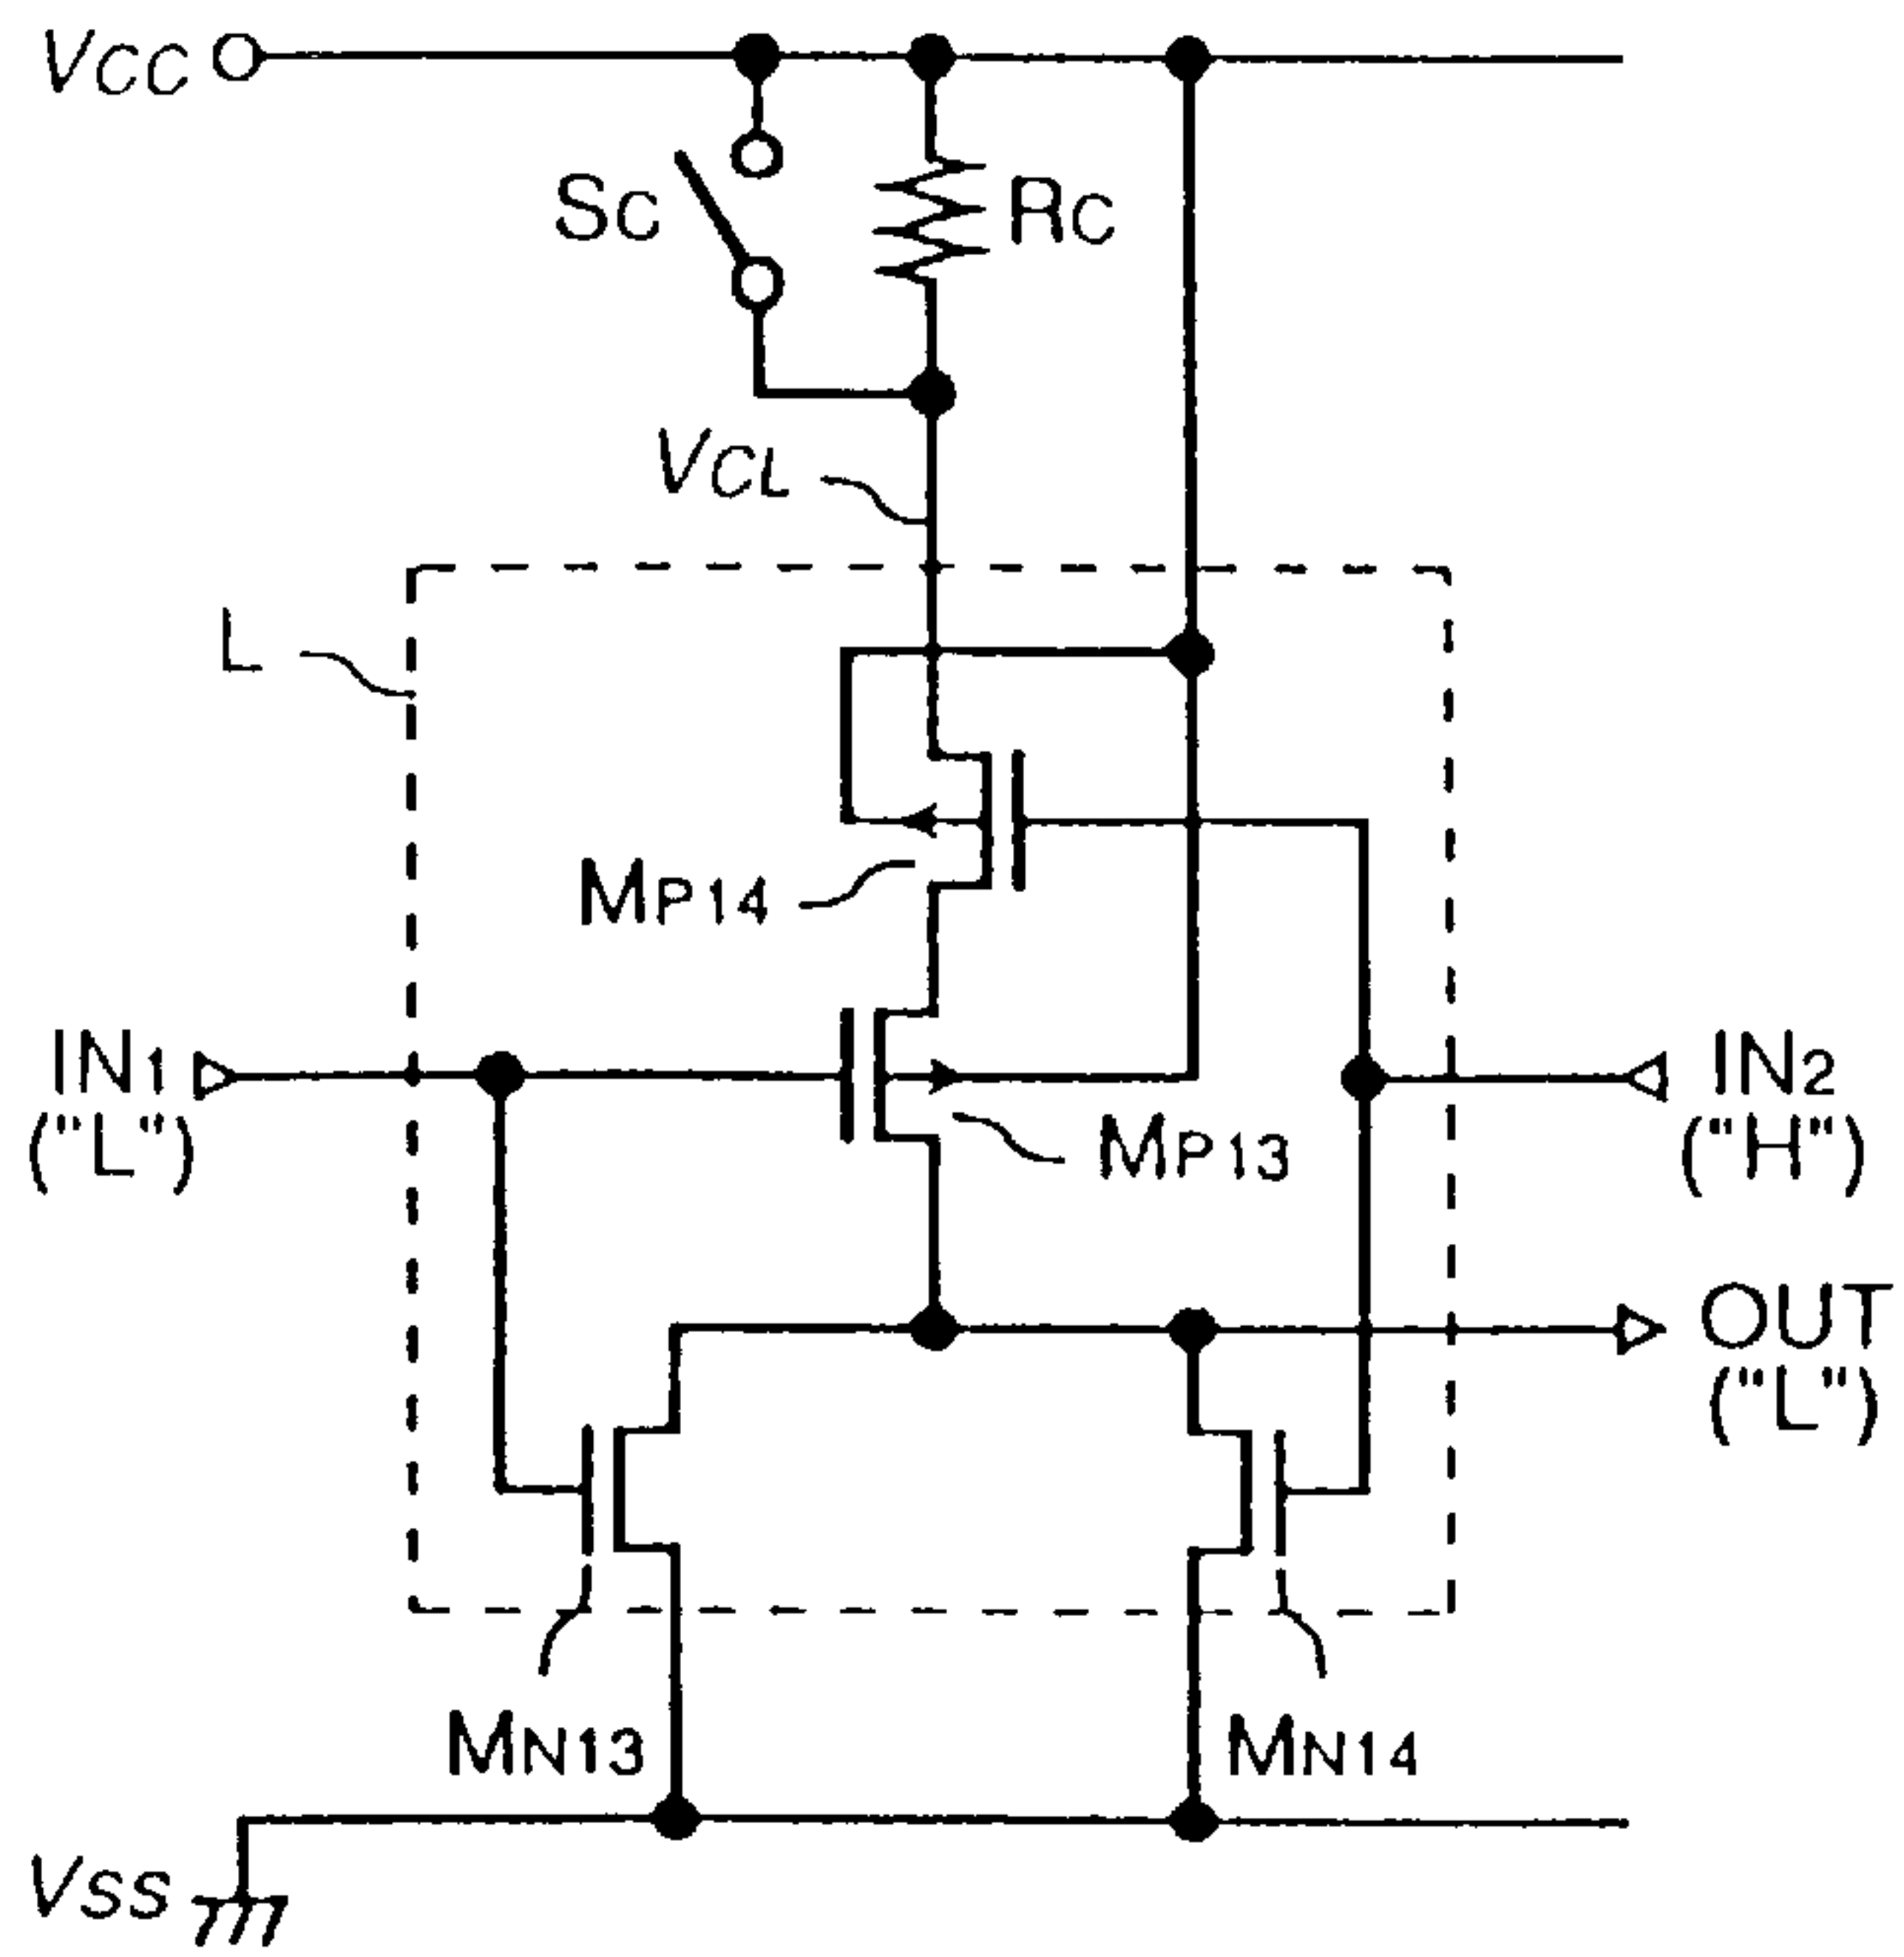 VCC
SC
RC
VCL
L
MP14
IN1
("L")
IN2
("H")
MP13
OUT
("L")
MN13
MN14
VSS